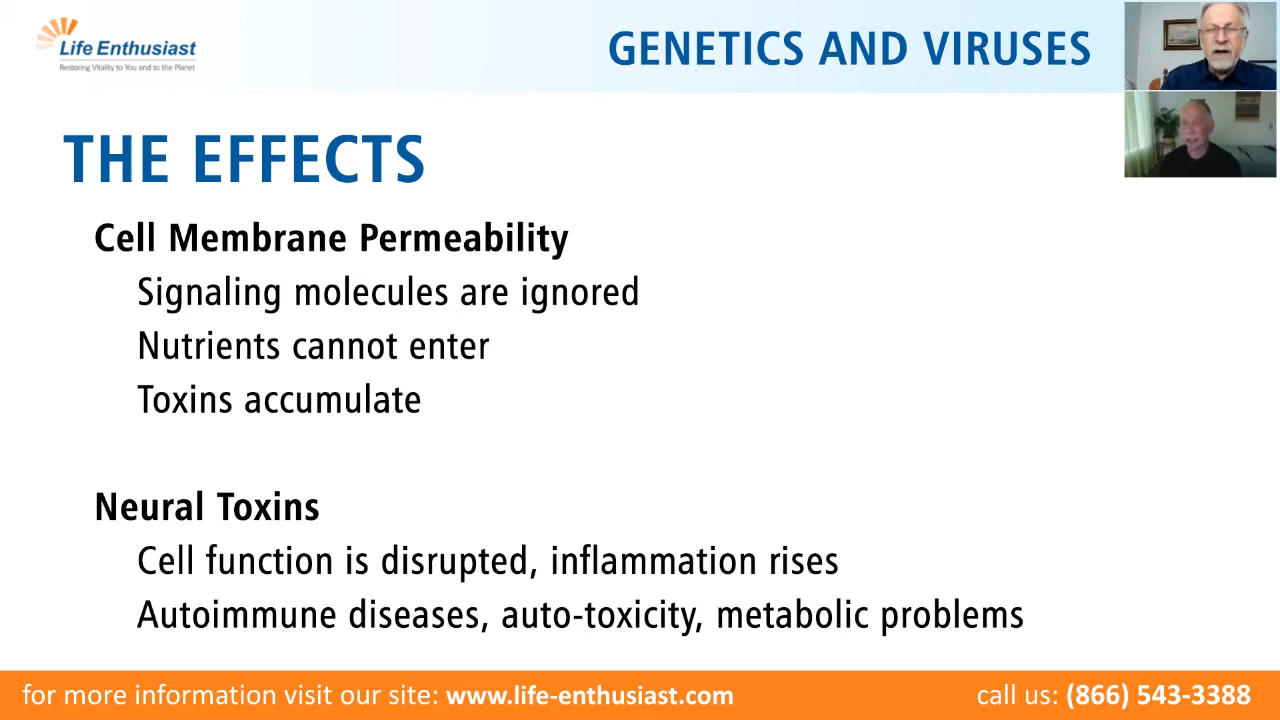 Life Enthusiast
Restoring Vitality to You and to the Planet
GENETICS AND VIRUSES
THE EFFECTS
Cell Membrane Permeability
Signaling molecules are ignored
Nutrients cannot enter
Toxins accumulate
Neural Toxins
Cell function is disrupted, inflammation rises
Autoimmune diseases, auto-toxicity, metabolic problems
for more information visit our site: www.life-enthusiast.com
call us: (866) 543-3388